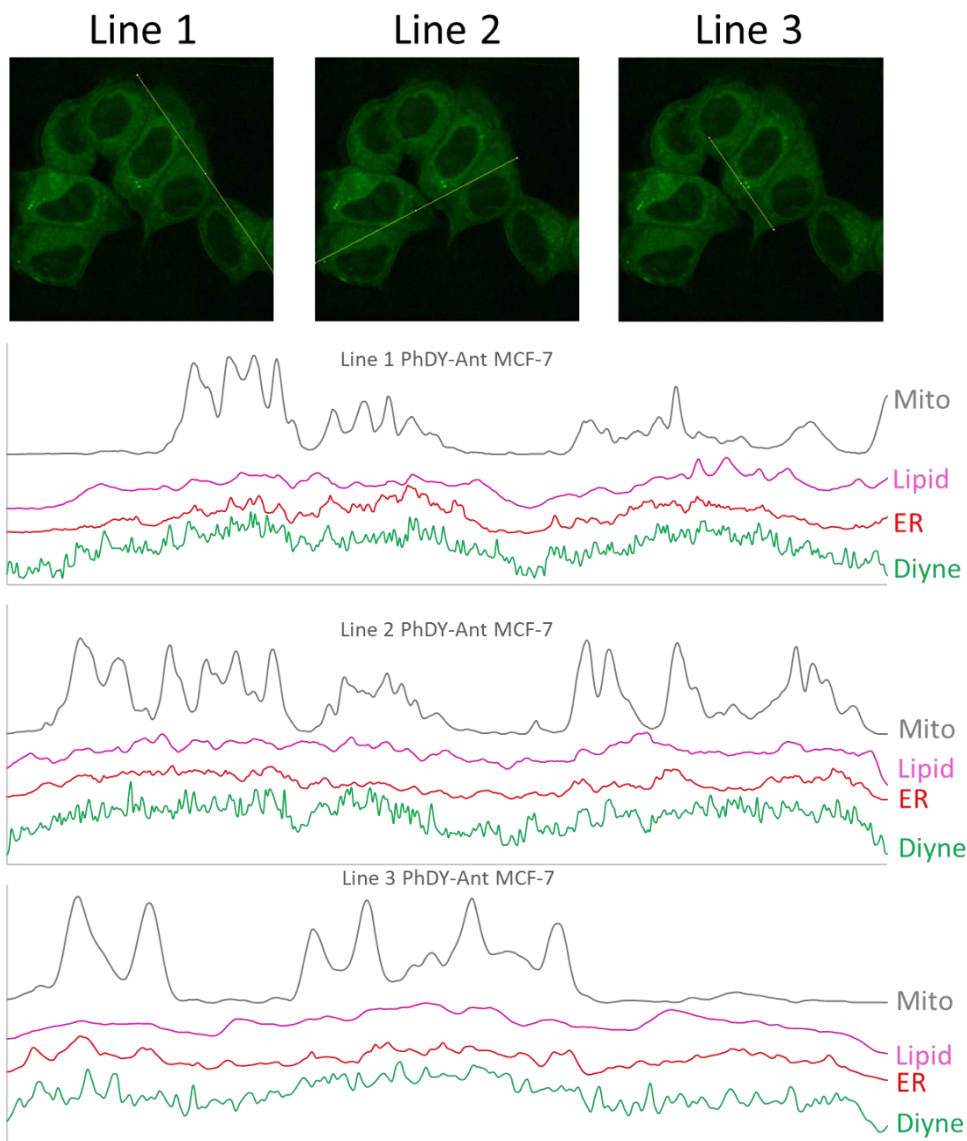 Line 1
Line 2
Line 3
Line 1 PhDY-Ant MCF-7
Mito
Lipid
ER
Diyne
Line 2 PhDY-Ant MCF-7
Mito
Lipid
ER
Diyne
Line 3 PhDY-Ant MCF-7
Mito
Lipid
ER
Diyne